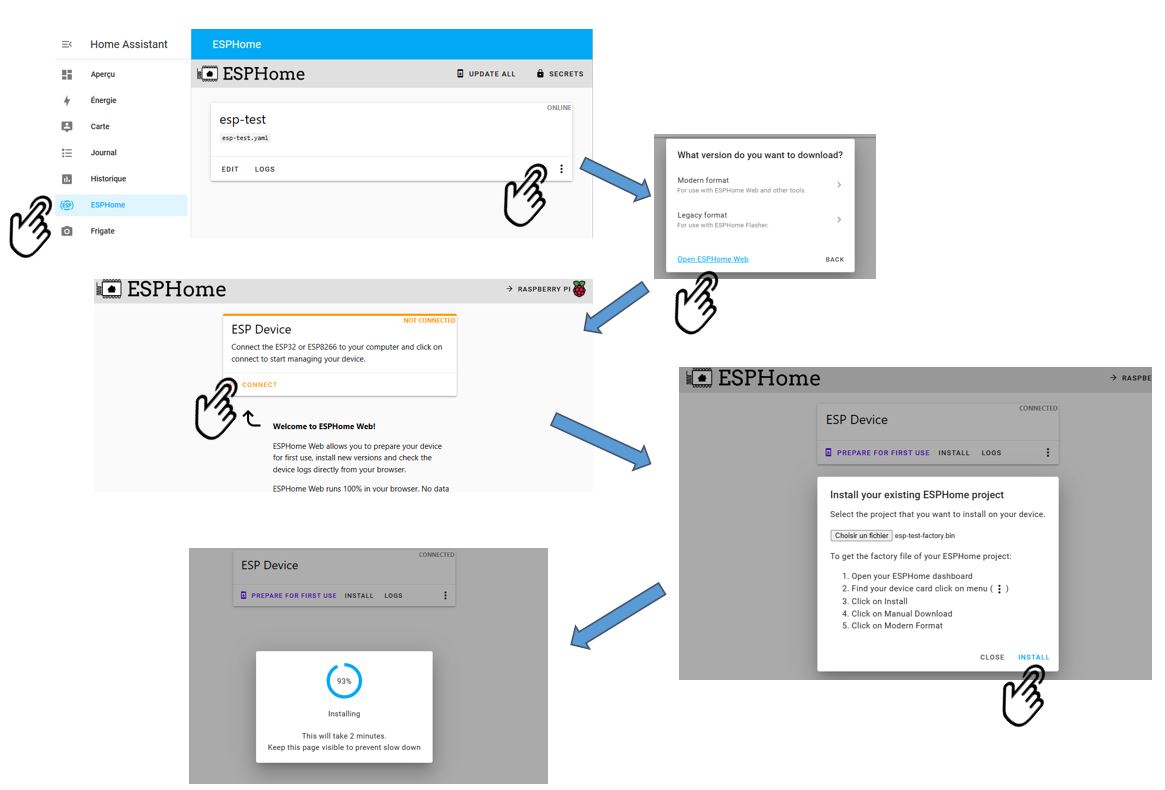 Home Assistant
Aperçu
Énergie
Carte
Journal
Historique
ESPHome
Frigate
ESPHome
ESPHome
UPDATE ALL
SECRETS
ONLINE
esp-test
esp-test.yaml
EDIT LOGS
What version do you want to download?
Modern format
For use with ESPHome Web and other tools.
Legacy format
For use with ESPHome Flasher.
Open ESPHome Web
BACK
ESPHome
RASPBERRY PI
NOT CONNECTED
ESP Device
Connect the ESP32 or ESP8266 to your computer and click on
connect to start managing your device.
CONNECT
Welcome to ESPHome Web!
ESPHome Web allows you to prepare your device
for first use, install new versions and check the
device logs directly from your browser.
ESPHome Web runs 100% in your browser. No data
ESPHome
RASPBE
CONNECTED
ESP Device
PREPARE FOR FIRST USE INSTALL LOGS
Install your existing ESPHome project
Select the project that you want to install on your device.
Choisir un fichier esp-test-factory.bin
To get the factory file of your ESPHome project:
1. Open your ESPHome dashboard
2. Find your device card click on menu ( ⋮ )
3. Click on Install
4. Click on Manual Download
5. Click on Modern Format
CLOSE INSTALL
CONNECTED
ESP Device
PREPARE FOR FIRST USE INSTALL LOGS
93%
Installing
This will take 2 minutes.
Keep this page visible to prevent slow down